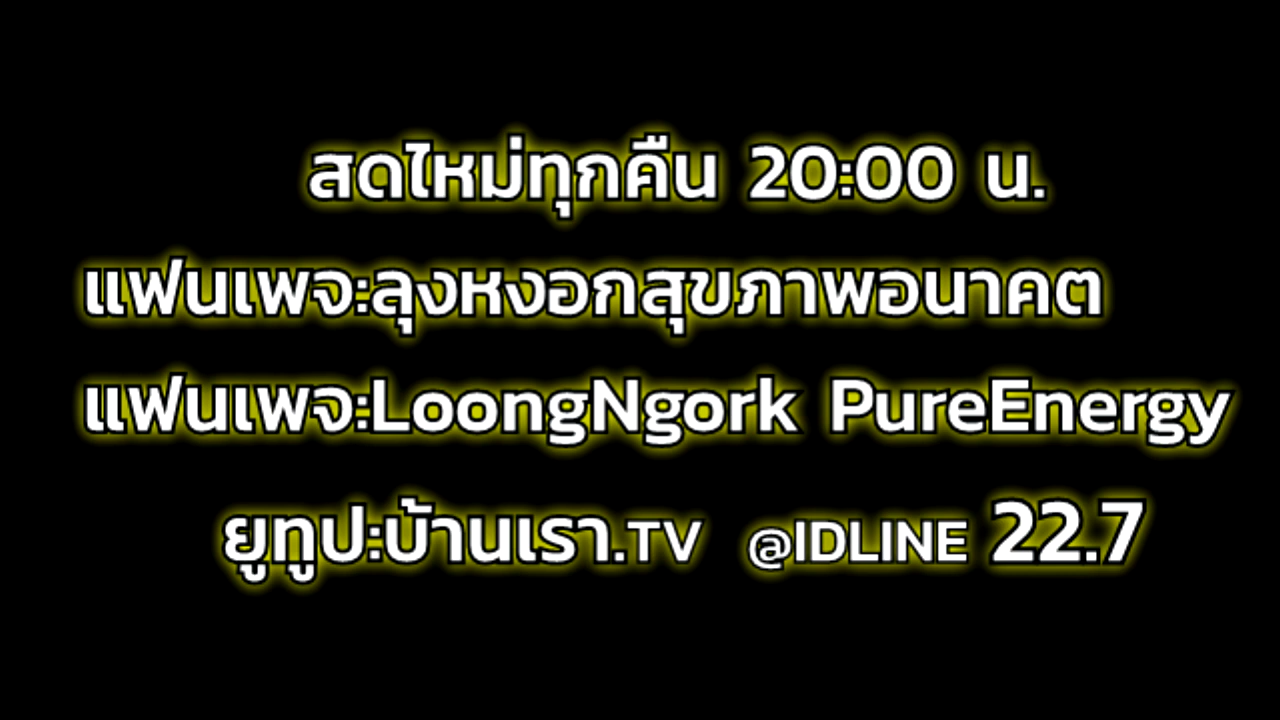 สดไหม่ทุกคืน 20:00 น.
แฟนเพจ:ลุงหงอกสุขภาพอนาคต
แฟนเพจ:LoongNgork PureEnergy
ยูทูป:บ้านเรา.TV @IDLINE 22.7